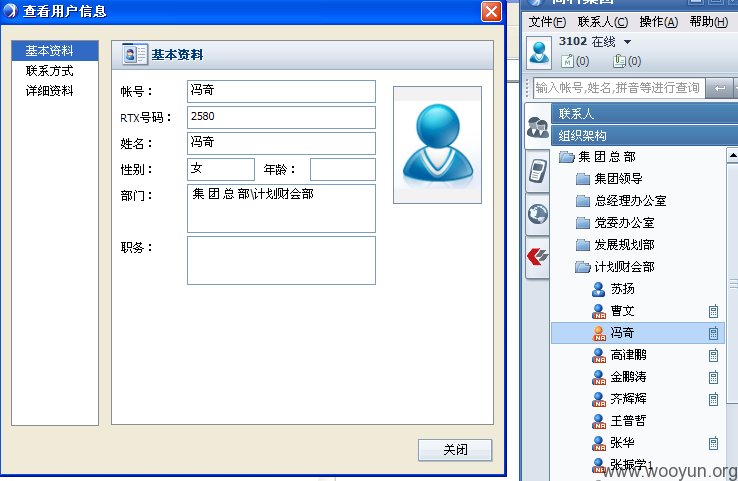 查看用户信息
基本资料
联系方式
详细资料
基本资料
帐号： 冯奇
RTX号码： 2580
姓名： 冯奇
性别： 女 年龄：
部门： 集 团 总 部\计划财会部
职务：
关闭
文件(F) 联系人(C) 操作(A) 帮助(H)
3102 在线
(0) (0)
输入帐号,姓名,拼音等进行查询
联系人
组织架构
集 团 总 部
集团领导
总经理办公室
党委办公室
发展规划部
计划财会部
苏扬
曹文
冯奇
高津鹏
金鹏涛
齐辉辉
王普哲
张华
张振学1
www.wooyun.org